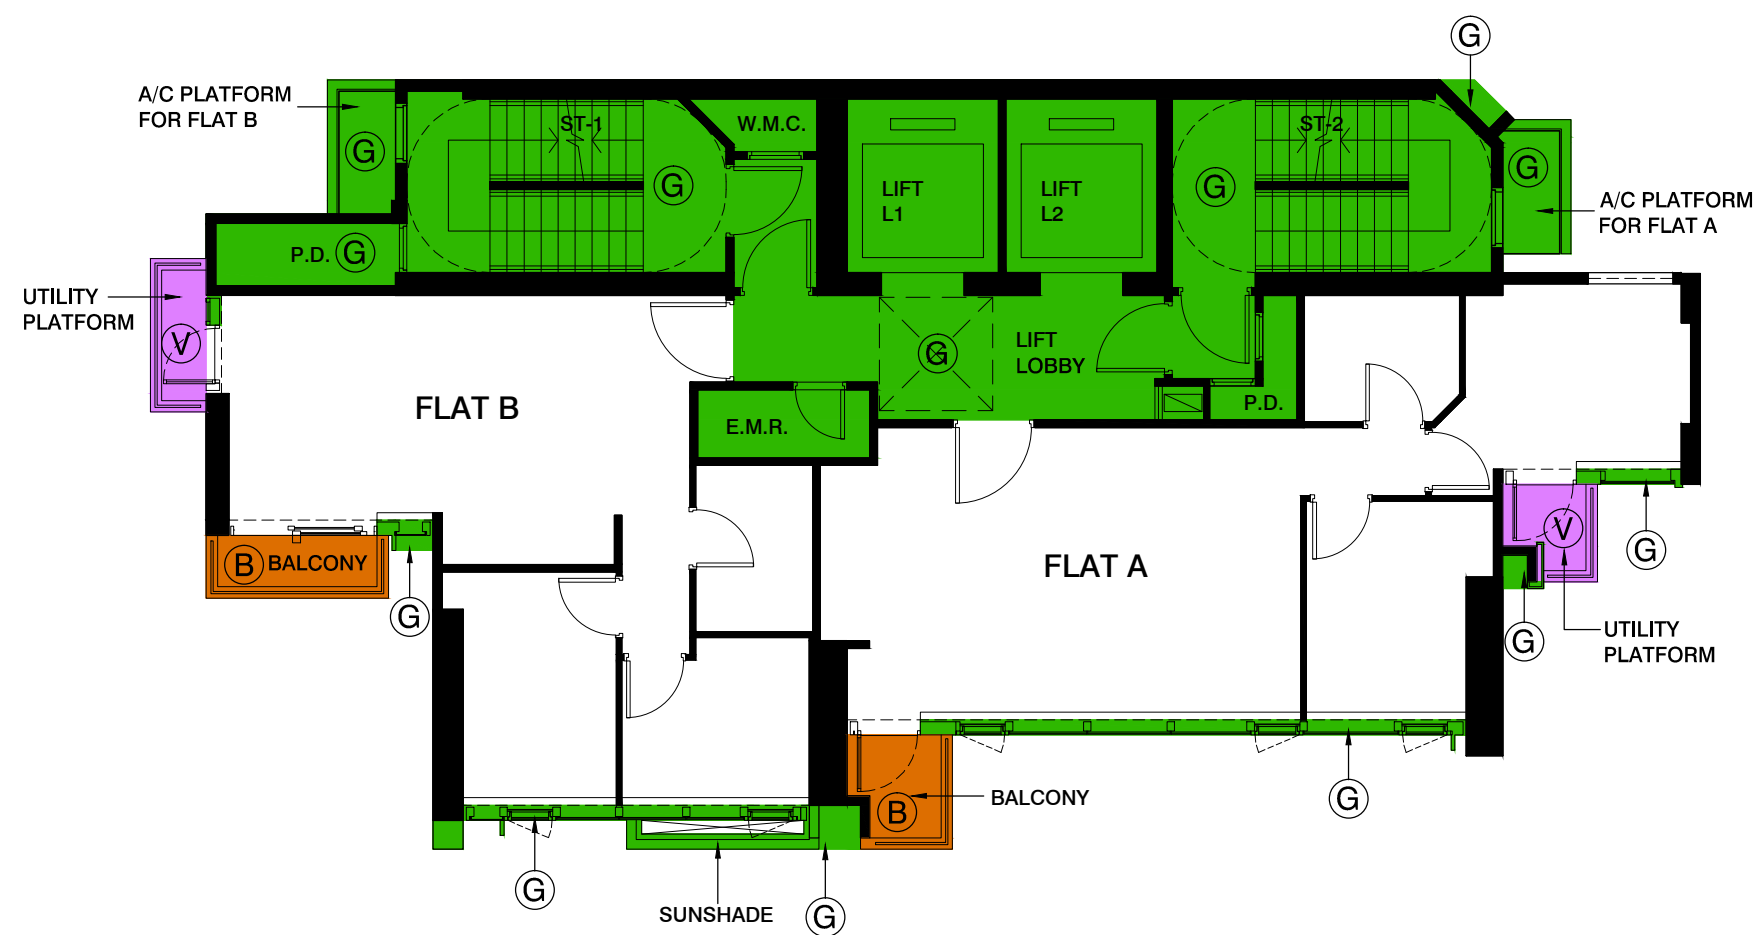 G
A/C PLATFORM
FOR FLAT B
ST-1
W.M.C.
ST-2
G
G
G
G
LIFT
L1
LIFT
L2
A/C PLATFORM
FOR FLAT A
P.D.
G
UTILITY
PLATFORM
V
G
LIFT
LOBBY
FLAT B
E.M.R.
P.D.
B
BALCONY
G
FLAT A
V
G
G
UTILITY
PLATFORM
BALCONY
B
G
G
SUNSHADE
G